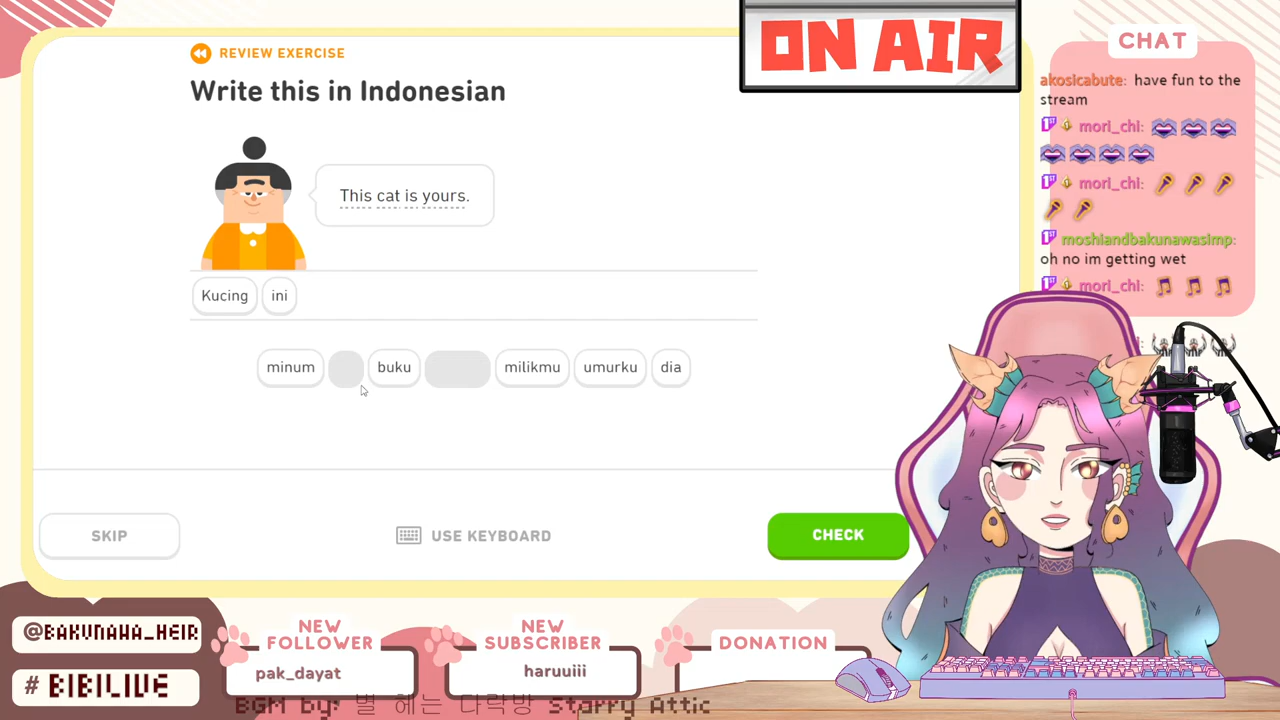 REVIEW EXERCISE
Write this in Indonesian
This cat is yours.
Kucing ini
minum buku milikmu umurku dia
SKIP
USE KEYBOARD
CHECK
ON AIR
CHAT
akosicabute: have fun to the
stream
mori_chi:
mori_chi:
moshiandbakunawasimp:
oh no im getting wet
mori_chi:
@BAKUNAWA_HEIR
# BIBILIVE
NEW
FOLLOWER
pak_dayat
NEW
SUBSCRIBER
haruuiii
DONATION
BGM by: 별 헤는 다락방 Starry Attic